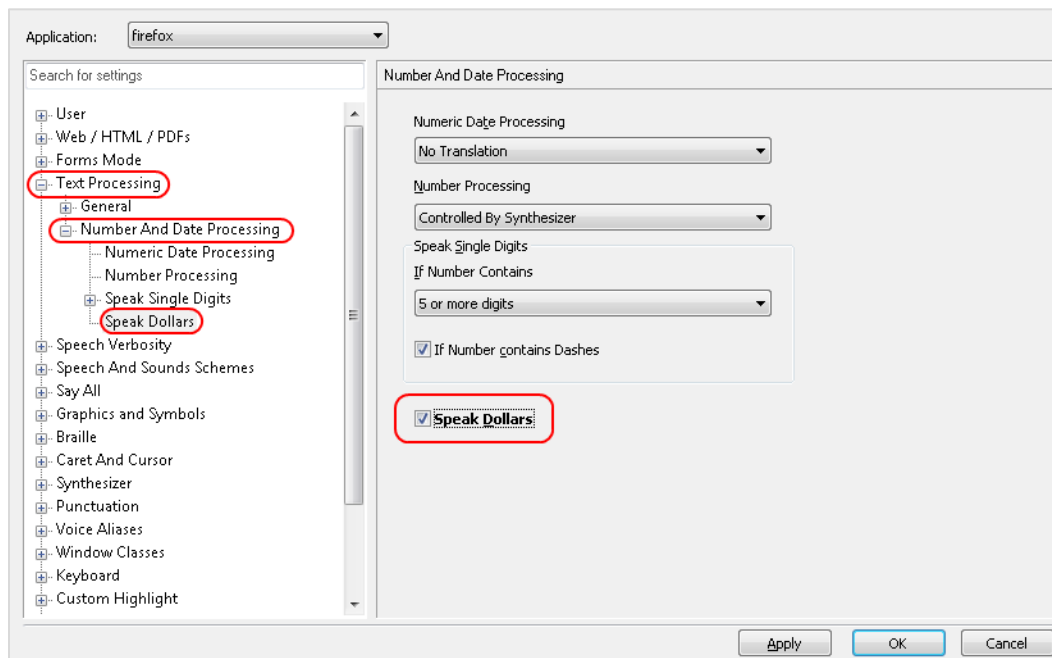 Application: firefox
Search for settings
User
Web / HTML / PDFs
Forms Mode
Text Processing
General
Number And Date Processing
Numeric Date Processing
Number Processing
Speak Single Digits
Speak Dollars
Speech Verbosity
Speech And Sounds Schemes
Say All
Graphics and Symbols
Braille
Caret And Cursor
Synthesizer
Punctuation
Voice Aliases
Window Classes
Keyboard
Custom Highlight
Number And Date Processing
Numeric Date Processing
No Translation
Number Processing
Controlled By Synthesizer
Speak Single Digits
If Number Contains
5 or more digits
If Number contains Dashes
Speak Dollars
Apply OK Cancel